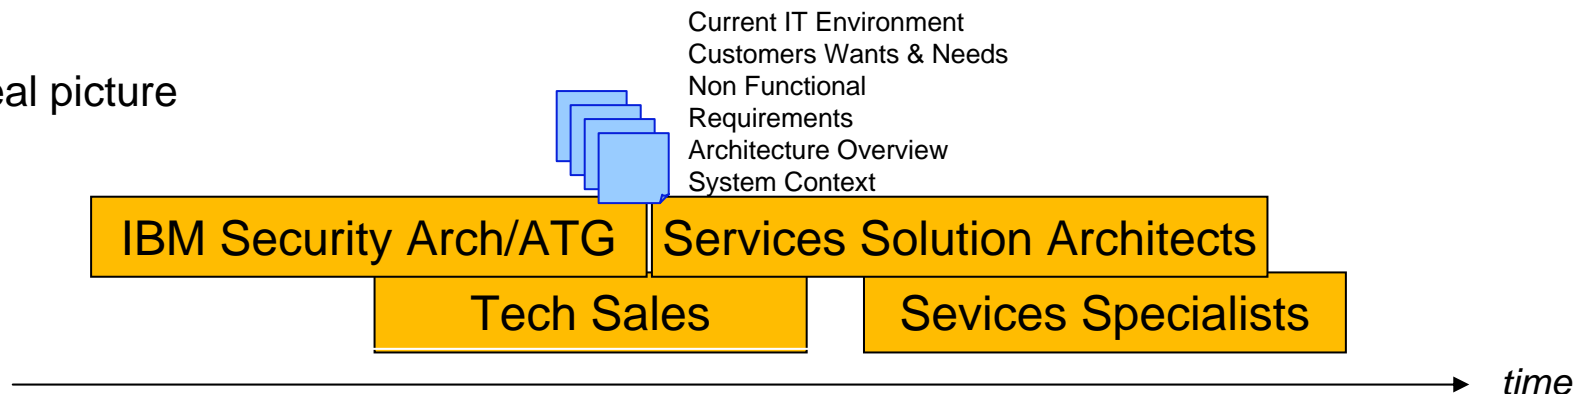 Current IT Environment
Customers Wants & Needs
Non Functional
Requirements
Architecture Overview
System Context
eal picture
IBM Security Arch/ATG
Services Solution Architects
Tech Sales
Sevices Specialists
time